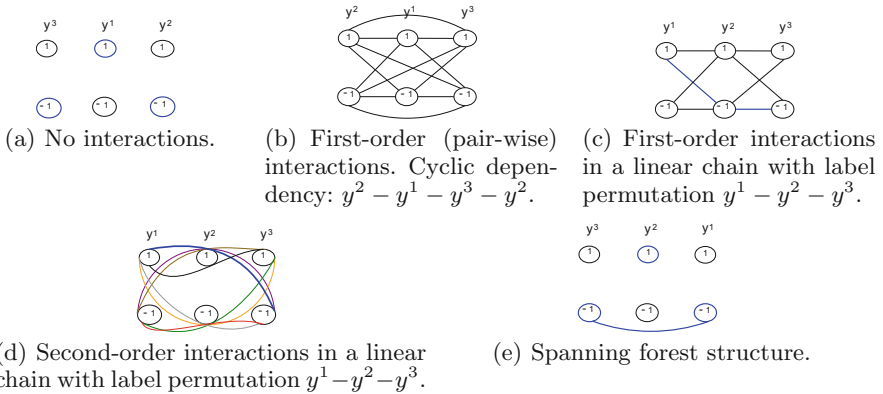 y³ y¹ y²
1 1 1
-1 -1 -1
(a) No interactions.
y² y¹ y³
1 1 1
-1 -1 -1
(b) First-order (pair-wise)
interactions. Cyclic depen-
dency: y² − y¹ − y³ − y².
y¹ y² y³
1 1 1
-1 -1 -1
(c) First-order interactions
in a linear chain with label
permutation y¹ − y² − y³.
y¹ y² y³
1 1 1
-1 -1 -1
(d) Second-order interactions in a linear
chain with label permutation y¹−y²−y³.
y³ y² y¹
1 1 1
-1 -1 -1
(e) Spanning forest structure.